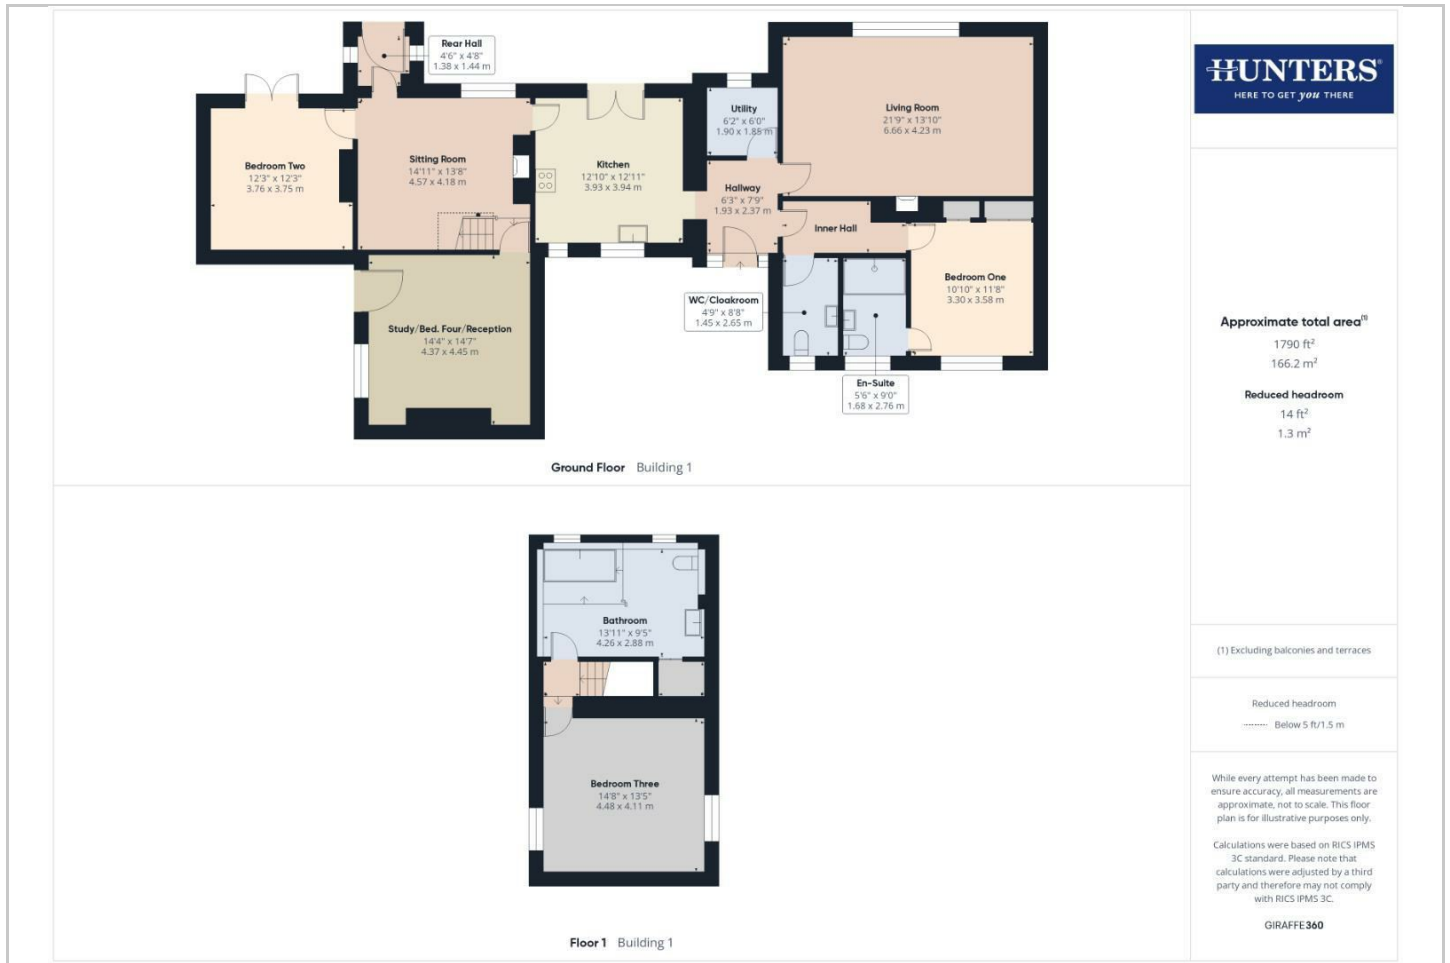 Rear Hall
4'6" x 4'8"
1.38 x 1.44 m
Bedroom Two
12'3" x 12'3"
3.76 x 3.75 m
Sitting Room
14'11" x 13'8"
4.57 x 4.18 m
Kitchen
12'10" x 12'11"
3.93 x 3.94 m
Utility
6'2" x 6'0"
1.90 x 1.85 m
Living Room
21'9" x 13'10"
6.66 x 4.23 m
Hallway
6'3" x 7'9"
1.93 x 2.37 m
Inner Hall
Bedroom One
10'10" x 11'8"
3.30 x 3.58 m
WC/Cloakroom
4'9" x 8'8"
1.45 x 2.65 m
Study/Bed. Four/Reception
14'4" x 14'7"
4.37 x 4.45 m
En-Suite
5'6" x 9'0"
1.68 x 2.76 m
Ground Floor Building 1
Bathroom
13'11" x 9'5"
4.26 x 2.88 m
Bedroom Three
14'8" x 13'5"
4.48 x 4.11 m
Floor 1 Building 1
HUNTERS®
HERE TO GET you THERE
Approximate total area(1)
1790 ft²
166.2 m²
Reduced headroom
14 ft²
1.3 m²
(1) Excluding balconies and terraces
Reduced headroom
Below 5 ft/1.5 m
While every attempt has been made to
ensure accuracy, all measurements are
approximate, not to scale. This floor
plan is for illustrative purposes only.
Calculations were based on RICS IPMS
3C standard. Please note that
calculations were adjusted by a third
party and therefore may not comply
with RICS IPMS 3C.
GIRAFFE360